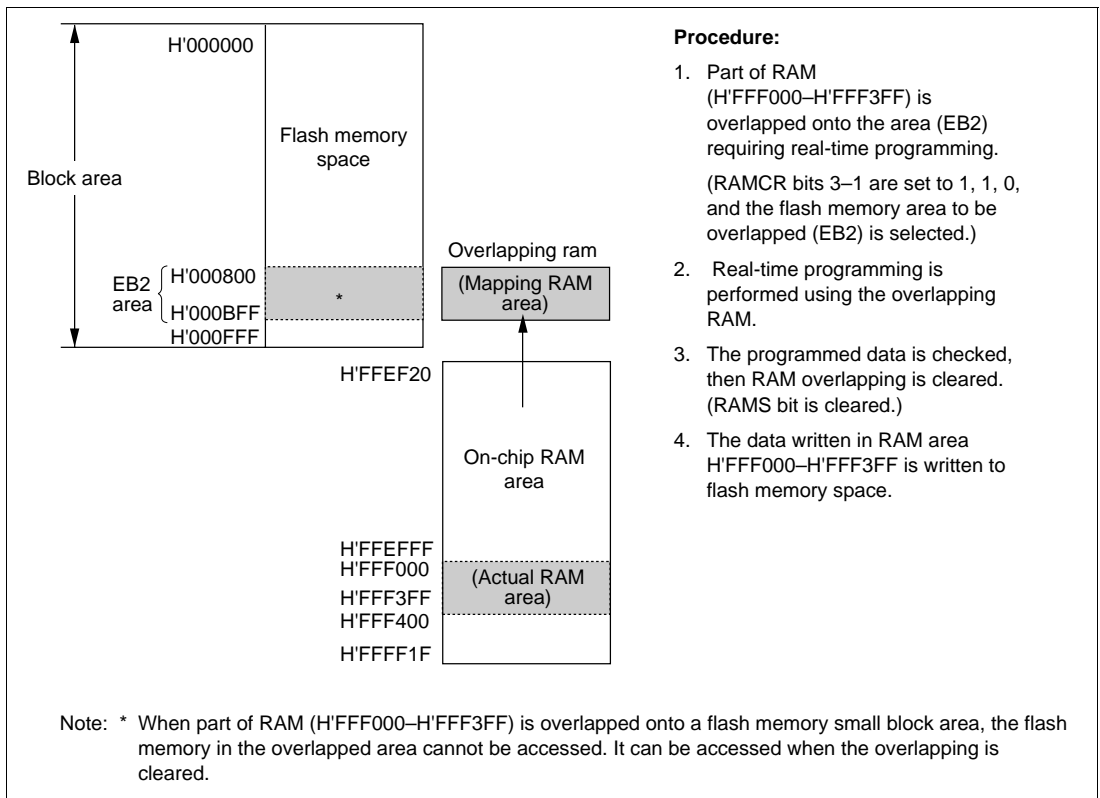 H'000000
Flash memory
space
Block area
EB2
area
H'000800
H'000BFF
H'000FFF
*
Overlapping ram
(Mapping RAM
area)
H'FFEF20
On-chip RAM
area
H'FFEFFF
H'FFF000
H'FFF3FF
H'FFF400
H'FFFF1F
(Actual RAM
area)
Procedure:
1. Part of RAM
(H'FFF000–H'FFF3FF) is
overlapped onto the area (EB2)
requiring real-time programming.
(RAMCR bits 3–1 are set to 1, 1, 0,
and the flash memory area to be
overlapped (EB2) is selected.)
2. Real-time programming is
performed using the overlapping
RAM.
3. The programmed data is checked,
then RAM overlapping is cleared.
(RAMS bit is cleared.)
4. The data written in RAM area
H'FFF000–H'FFF3FF is written to
flash memory space.
Note: * When part of RAM (H'FFF000–H'FFF3FF) is overlapped onto a flash memory small block area, the flash
memory in the overlapped area cannot be accessed. It can be accessed when the overlapping is
cleared.